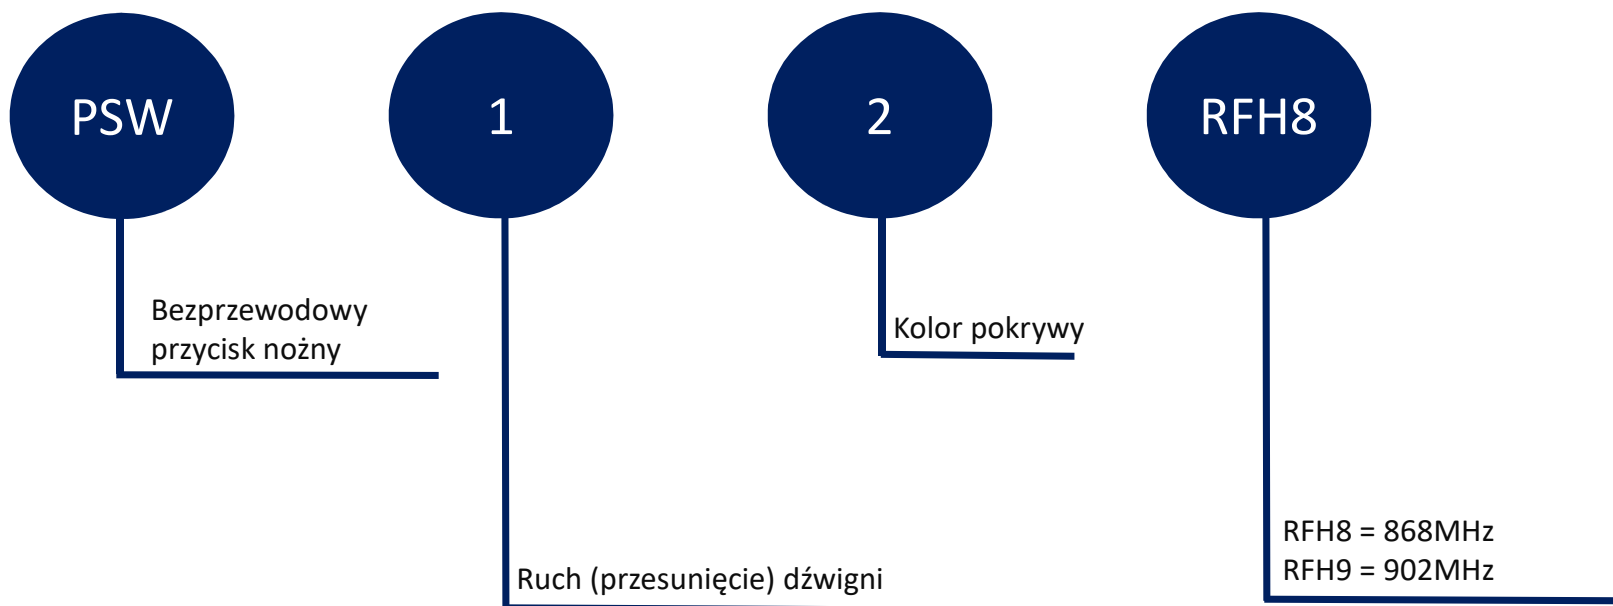 PSW
1
2
RFH8
Bezprzewodowy
przycisk nożny
Kolor pokrywy
RFH8 = 868MHz
RFH9 = 902MHz
Ruch (przesunięcie) dźwigni